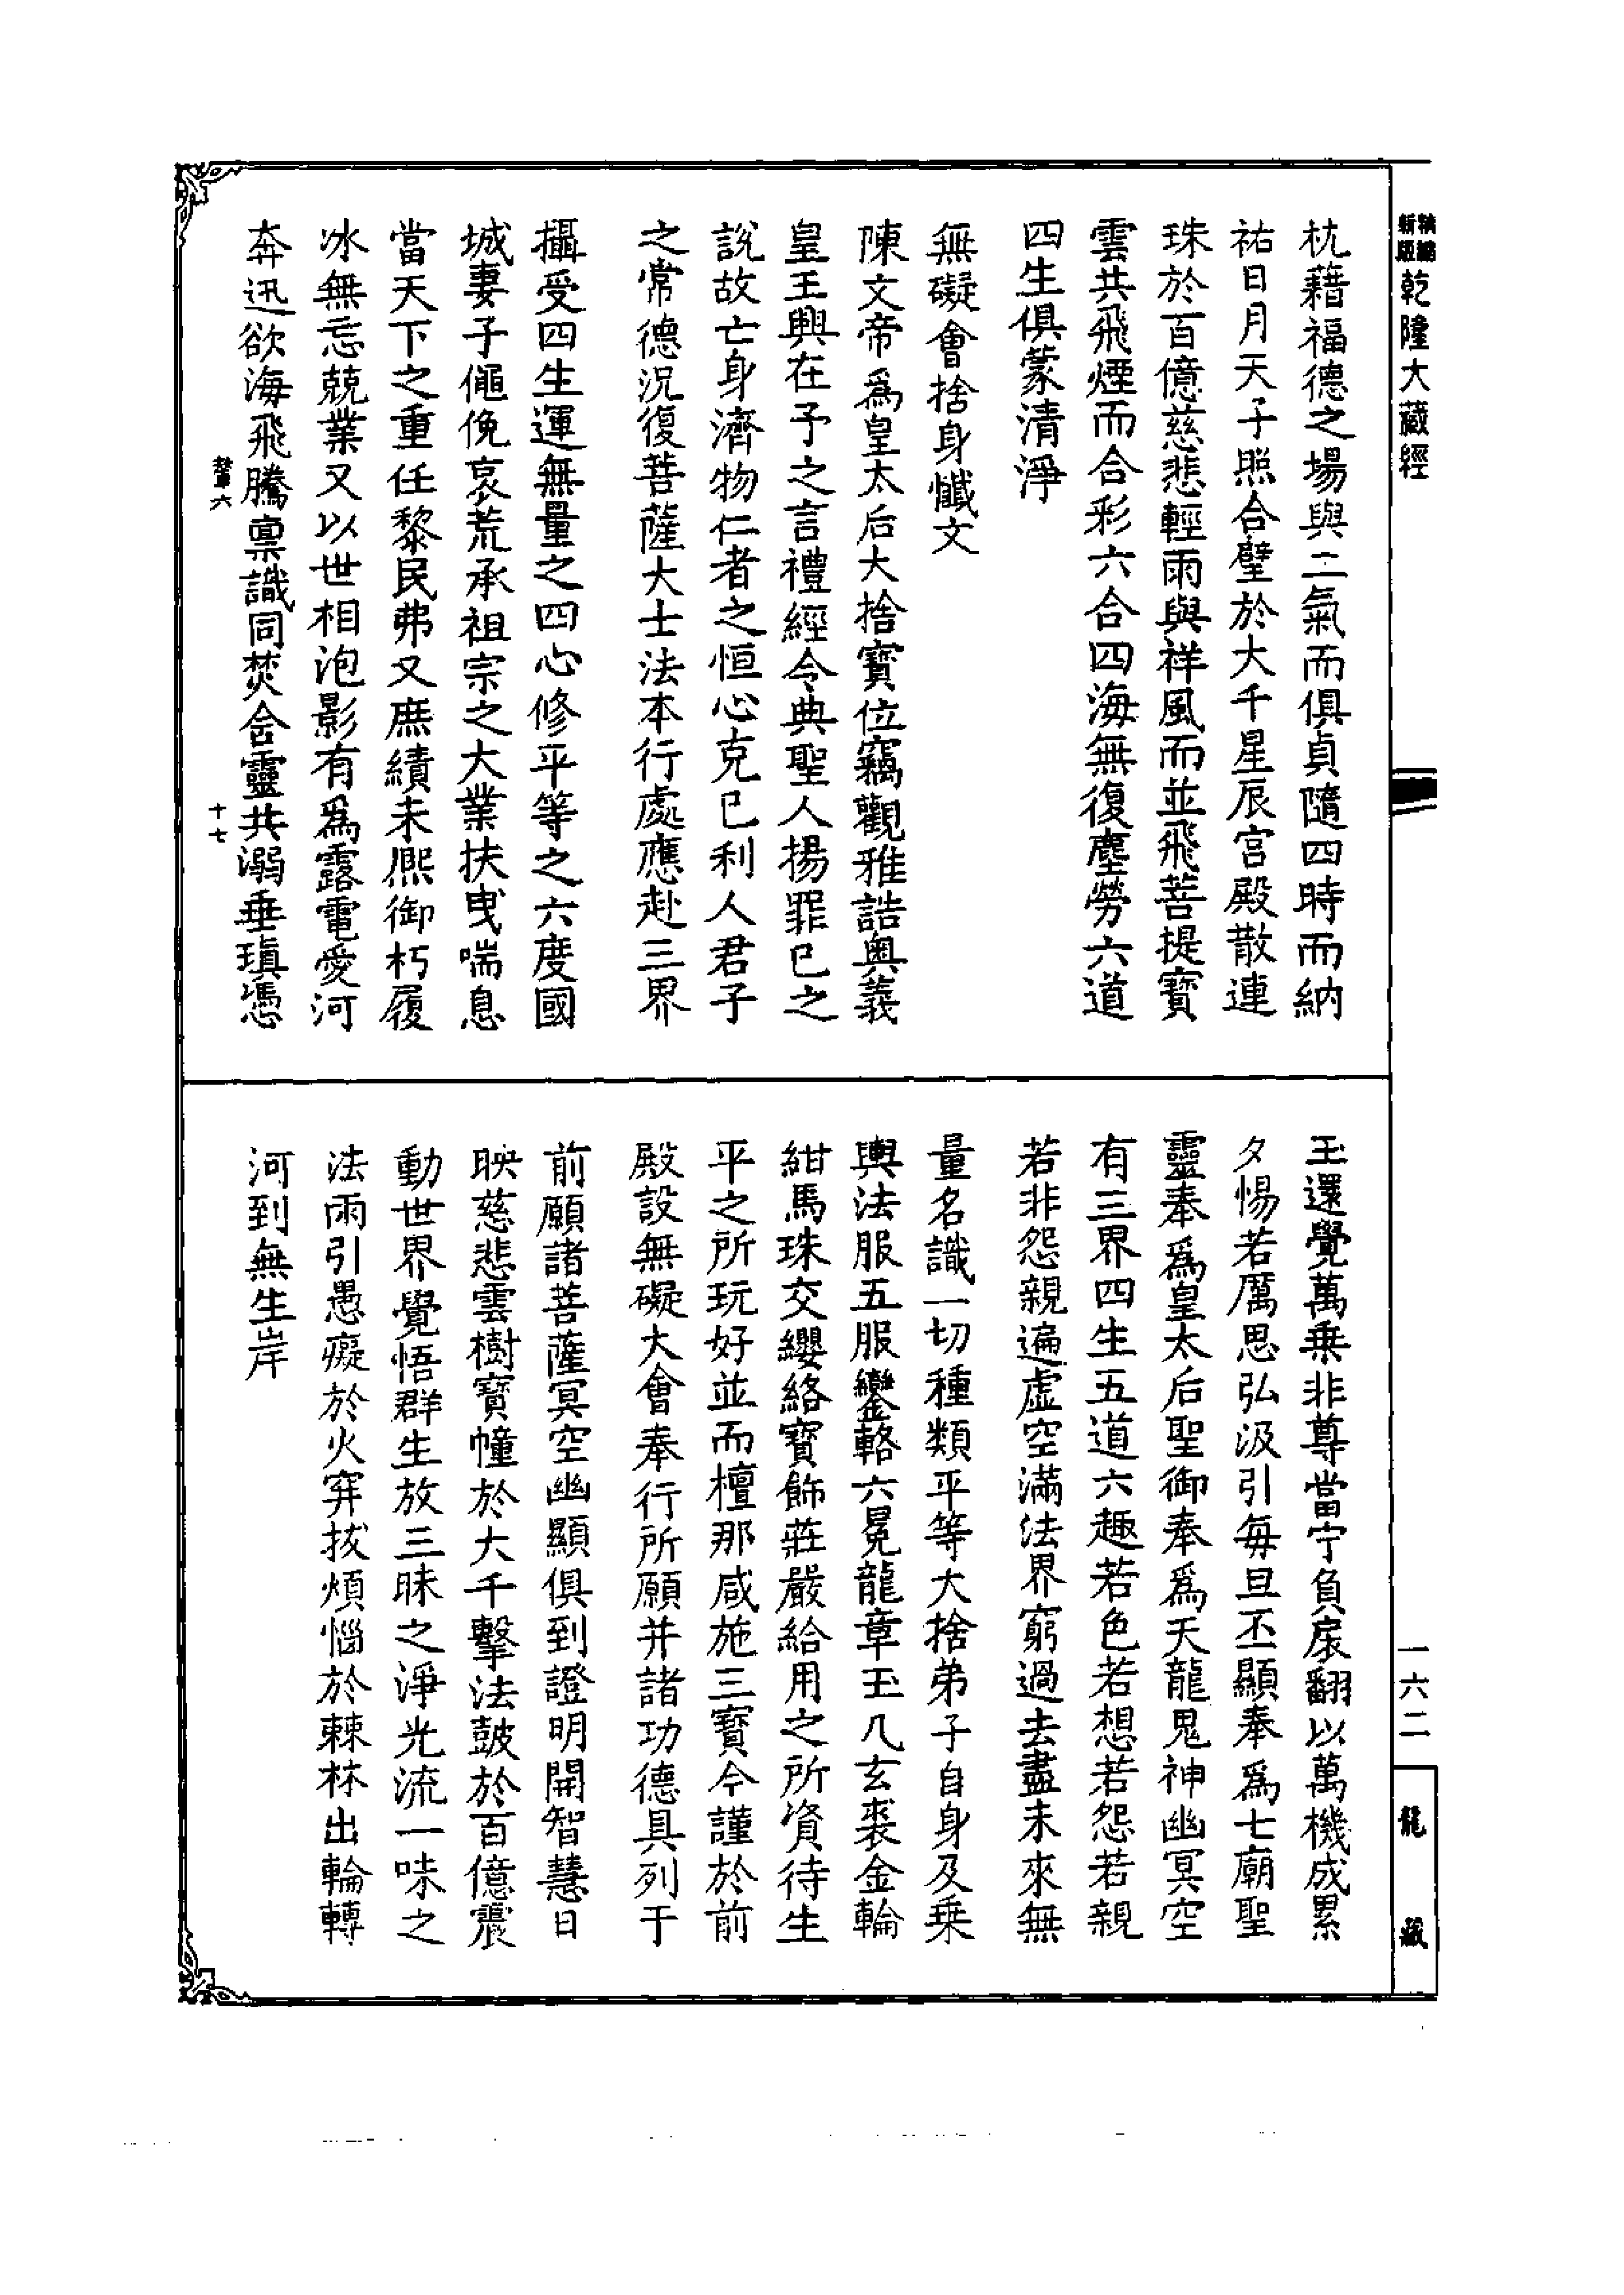 精縮
新版
乾隆大藏經
一六二
龍藏
枕藉福德之場與二氣而俱貞隨四時而納
祐日月天子照合璧於大千星辰宮殿散連
珠於百億慈悲輕雨與祥風而並飛菩提寶
雲共飛煙而合彩六合四海無復塵勞六道
四生俱蒙清淨
無礙會捨身懺文
陳文帝爲皇太后大捨寶位竊觀雅誥奧義
皇王興在予之言禮經令典聖人揚罪已之
說故亡身濟物仁者之恒心克已利人君子
之常德況復菩薩大士法本行處應赴三界
攝受四生運無量之四心修平等之六度國
城妻子僶俛哀荒承祖宗之大業扶曳喘息
當天下之重任黎民弗乂庶績未熈御朽履
冰無忘兢業又以世相泡影有爲露電愛河
奔迅欲海飛騰禀識同焚含靈共溺垂瑱憑
六
十七
玉還覺萬乗非尊當宁負扆翻以萬機成累
夕惕若厲思弘汲引每旦丕顯奉爲七廟聖
靈奉爲皇太后聖御奉爲天龍鬼神幽冥空
有三界四生五道六趣若色若想若怨若親
若非怨親遍虛空滿法界窮過去盡未來無
量名識一切種類平等大捨弟子自身及乗
輿法服五服鑾輅六冕龍章玉几玄裘金輪
紺馬珠交纓絡寶飾莊嚴給用之所資待生
平之所玩好並而檀那咸施三寶今謹於前
殿設無礙大會奉行所願并諸功德具列于
前願諸菩薩冥空幽顯俱到證明開智慧日
映慈悲雲樹寶幢於大千擊法鼓於百億震
動世界覺悟群生放三昧之淨光流一味之
法雨引愚癡於火穽拔煩惱於棘林出輪轉
河到無生岸